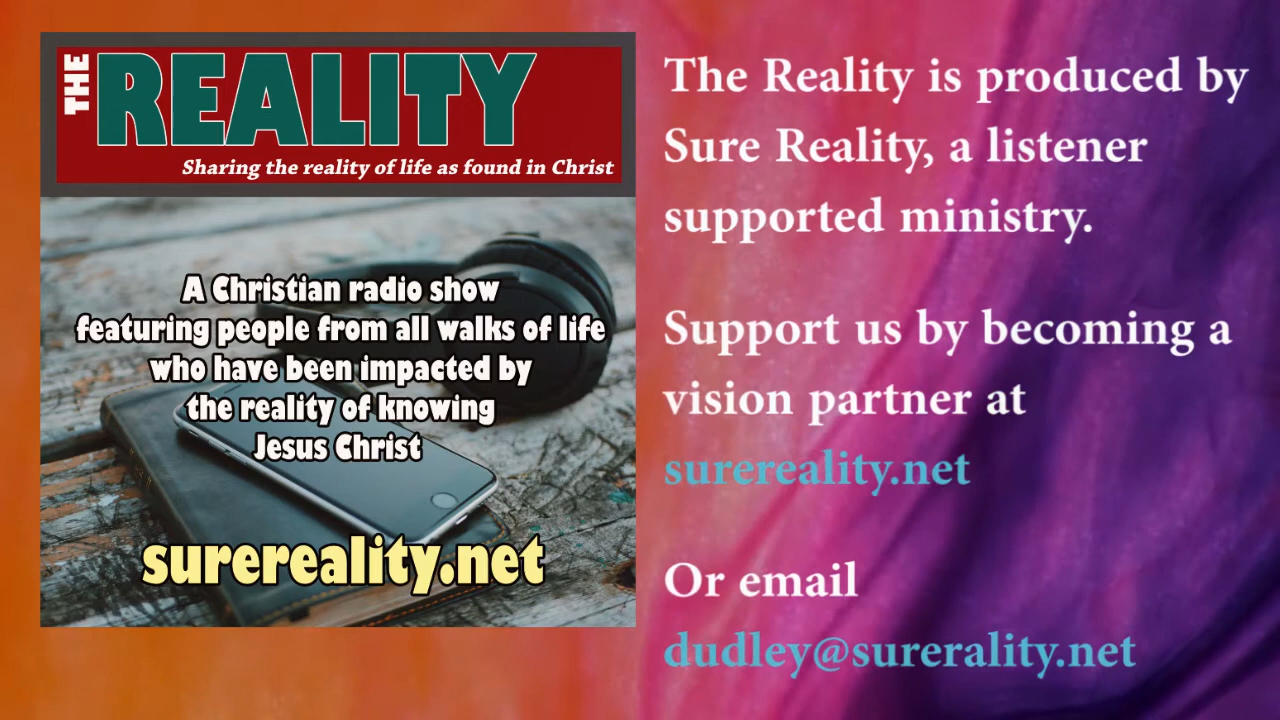 THE
REALITY
Sharing the reality of life as found in Christ
A Christian radio show
featuring people from all walks of life
who have been impacted by
the reality of knowing
Jesus Christ
surereality.net
The Reality is produced by
Sure Reality, a listener
supported ministry.
Support us by becoming a
vision partner at
surereality.net
Or email
dudley@surerality.net